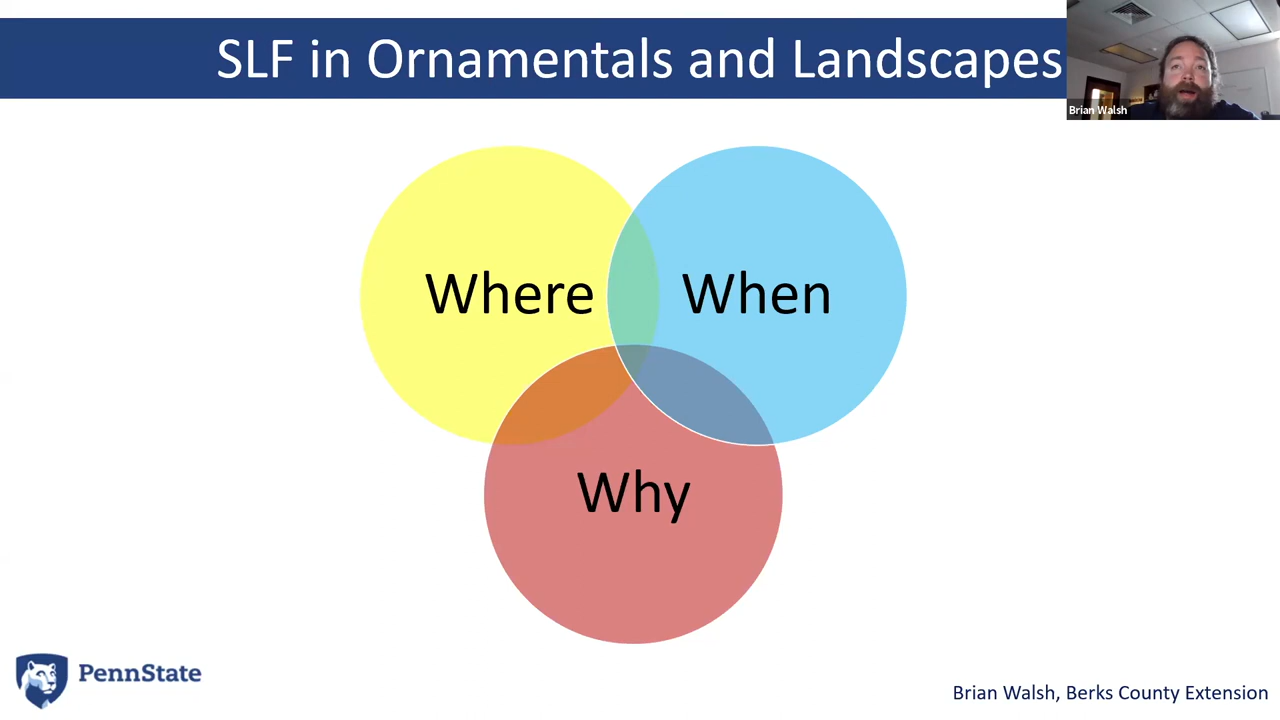 SLF in Ornamentals and Landscapes
Brian Walsh
Where
When
Why
PennState
Brian Walsh, Berks County Extension